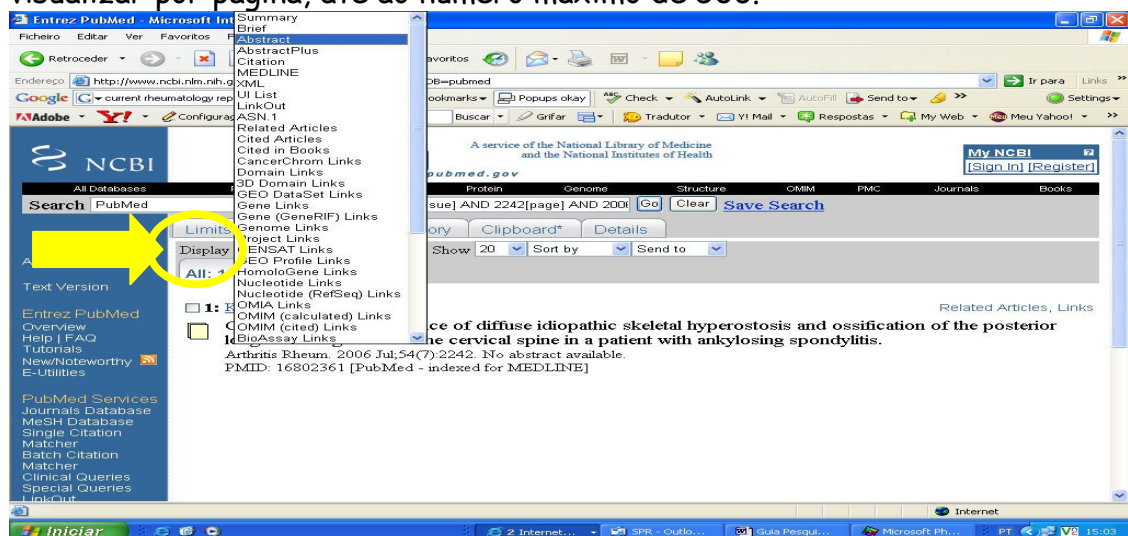 visualizar por página, até ao número máximo de 500.
Entrez PubMed - Microsoft Int
Ficheiro Editar Ver Favoritos F
Retroceder
avoritos
Endereço http://www.ncbi.nlm.nih.g
DB=pubmed
Ir para Links »
Google G current rheumatology rep
ookmarks Popups okay ABC Check AutoLink AutoFill Send to » Settings
Adobe Y! Configuraç
Buscar Grifar Tradutor Y! Mail Respostas My Web Meu Yahoo! »
Summary
Brief
Abstract
AbstractPlus
Citation
MEDLINE
XML
UI List
LinkOut
ASN.1
Related Articles
Cited Articles
Cited in Books
CancerChrom Links
Domain Links
3D Domain Links
GEO DataSet Links
Gene Links
Gene (GeneRIF) Links
Genome Links
Project Links
GENSAT Links
GEO Profile Links
HomoloGene Links
Nucleotide Links
Nucleotide (RefSeq) Links
OMIA Links
OMIM (calculated) Links
OMIM (cited) Links
BioAssay Links
NCBI
A service of the National Library of Medicine
and the National Institutes of Health
pubmed.gov
My NCBI
[Sign In] [Register]
All Databases Protein Genome Structure OMIM PMC Journals Books
Search PubMed
sue] AND 2242[page] AND 200 Go Clear Save Search
Limits
ory Clipboard* Details
Display
Show 20 Sort by Send to
All: 1
Text Version
Entrez PubMed
Overview
Help | FAQ
Tutorials
New/Noteworthy
E-Utilities
PubMed Services
Journals Database
MeSH Database
Single Citation
Matcher
Batch Citation
Matcher
Clinical Queries
Special Queries
LinkOut
1:
Related Articles, Links
ce of diffuse idiopathic skeletal hyperostosis and ossification of the posterior
he cervical spine in a patient with ankylosing spondylitis.
Arthritis Rheum. 2006 Jul;54(7):2242. No abstract available.
PMID: 16802361 [PubMed - indexed for MEDLINE]
Internet
Iniciar 2 Internet... SPR - Outlo... Guia Pesqui... Microsoft Ph... PT 15:03